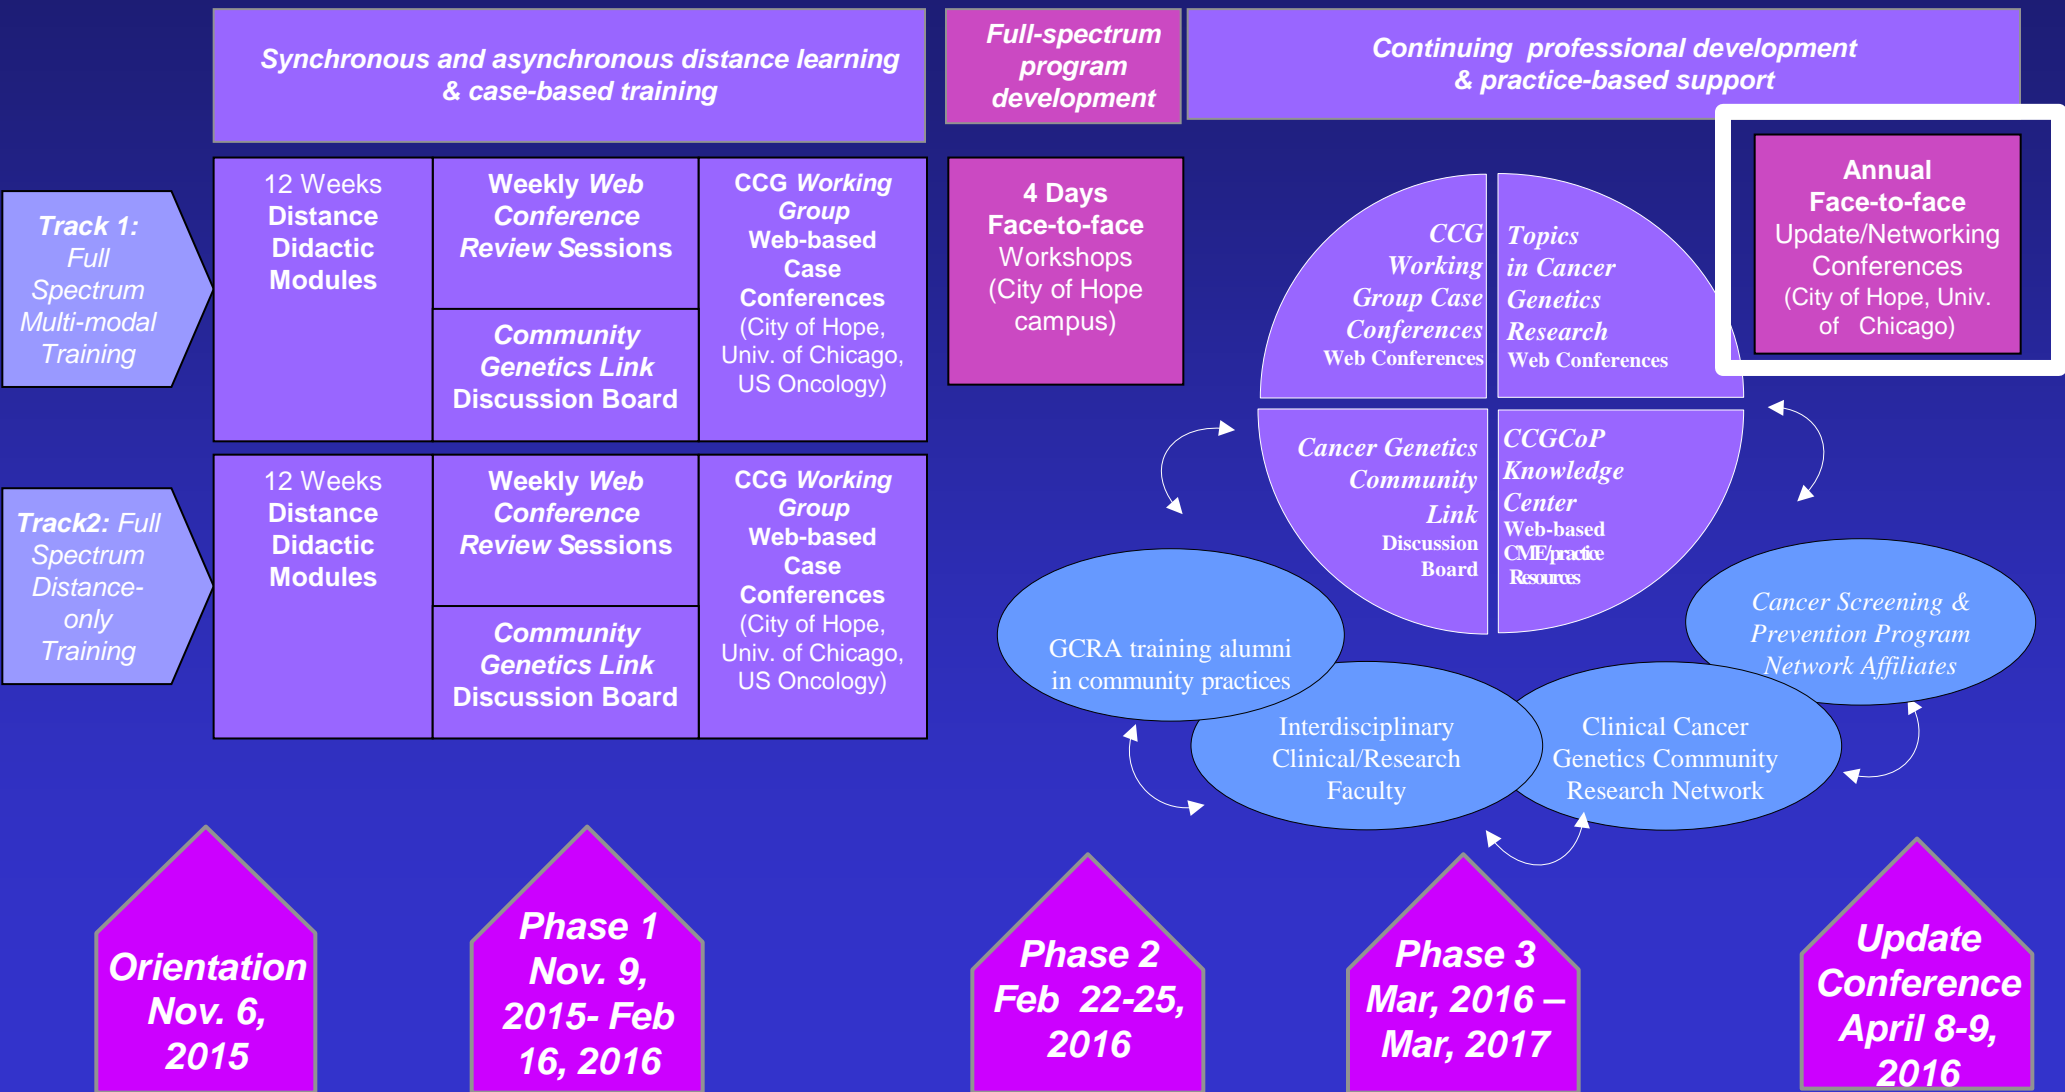 Synchronous and asynchronous distance learning
& case-based training
Full-spectrum
program
development
Continuing professional development
& practice-based support
Track 1:
Full
Spectrum
Multi-modal
Training
12 Weeks
Distance
Didactic
Modules
Weekly Web
Conference
Review Sessions
Community
Genetics Link
Discussion Board
CCG Working
Group
Web-based
Case
Conferences
(City of Hope,
Univ. of Chicago,
US Oncology)
4 Days
Face-to-face
Workshops
(City of Hope
campus)
CCG
Working
Group Case
Conferences
Web Conferences
Topics
in Cancer
Genetics
Research
Web Conferences
Annual
Face-to-face
Update/Networking
Conferences
(City of Hope, Univ.
of Chicago)
Track2: Full
Spectrum
Distance-
only
Training
12 Weeks
Distance
Didactic
Modules
Weekly Web
Conference
Review Sessions
Community
Genetics Link
Discussion Board
CCG Working
Group
Web-based
Case
Conferences
(City of Hope,
Univ. of Chicago,
US Oncology)
Cancer Genetics
Community
Link
Discussion
Board
CCGCoP
Knowledge
Center
Web-based
CME/practice
Resources
GCRA training alumni
in community practices
Interdisciplinary
Clinical/Research
Faculty
Clinical Cancer
Genetics Community
Research Network
Cancer Screening &
Prevention Program
Network Affiliates
Orientation
Nov. 6,
2015
Phase 1
Nov. 9,
2015- Feb
16, 2016
Phase 2
Feb 22-25,
2016
Phase 3
Mar, 2016 –
Mar, 2017
Update
Conference
April 8-9,
2016